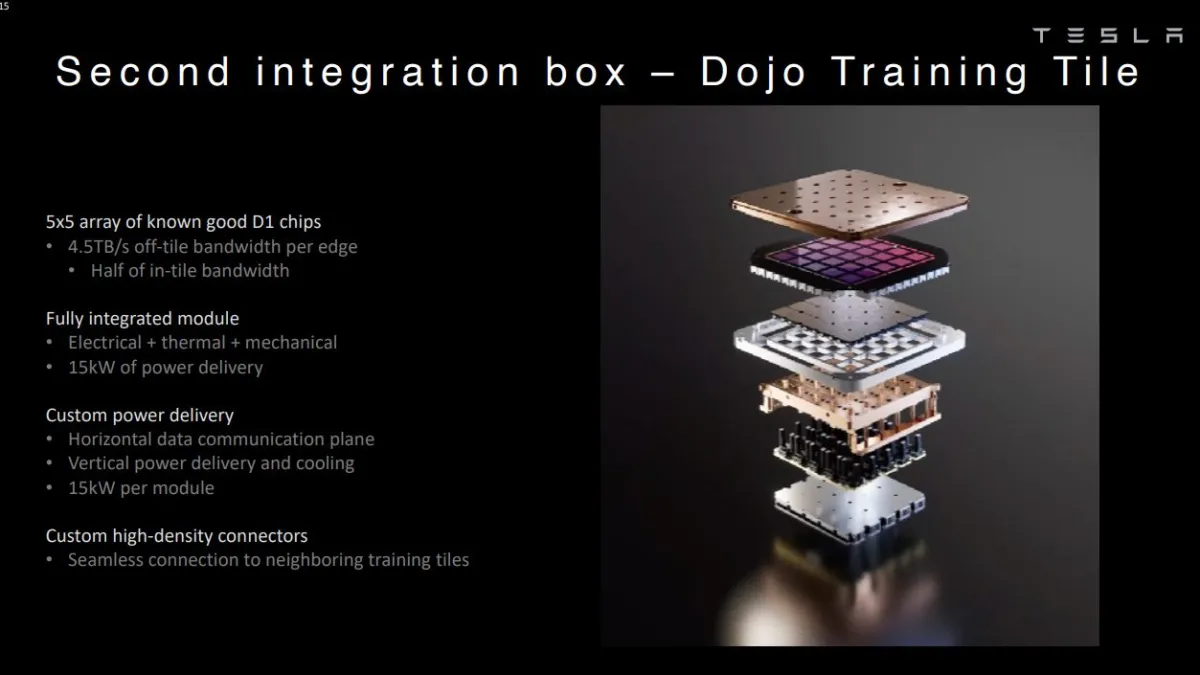 15
TESLA
Second integration box – Dojo Training Tile
5x5 array of known good D1 chips
• 4.5TB/s off-tile bandwidth per edge
• Half of in-tile bandwidth
Fully integrated module
• Electrical + thermal + mechanical
• 15kW of power delivery
Custom power delivery
• Horizontal data communication plane
• Vertical power delivery and cooling
• 15kW per module
Custom high-density connectors
• Seamless connection to neighboring training tiles